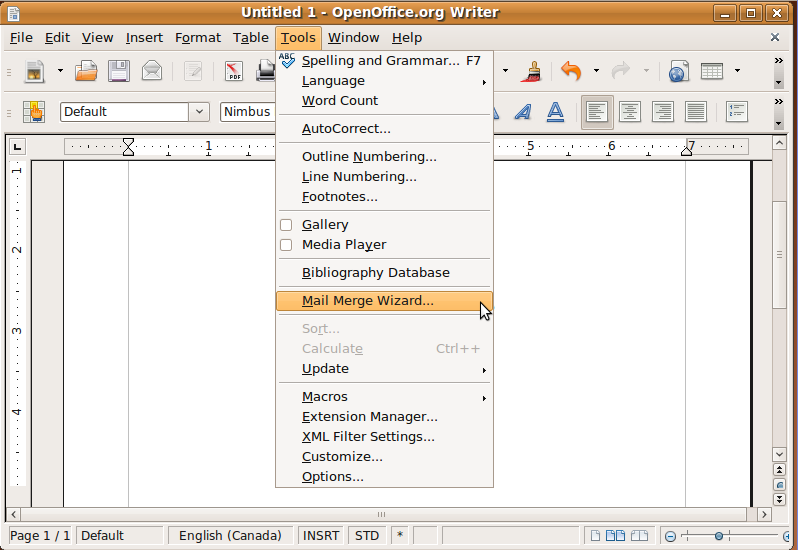 Untitled 1 - OpenOffice.org Writer
File Edit View Insert Format Table Tools Window Help
ABC Spelling and Grammar... F7
Language
Word Count
AutoCorrect...
Outline Numbering...
Line Numbering...
Footnotes...
Gallery
Media Player
Bibliography Database
Mail Merge Wizard...
Sort...
Calculate Ctrl++
Update
Macros
Extension Manager...
XML Filter Settings...
Customize...
Options...
PDF
Default Nimbus
1 5 6 7
1
2
3
4
Page 1 / 1 Default English (Canada) INSRT STD *